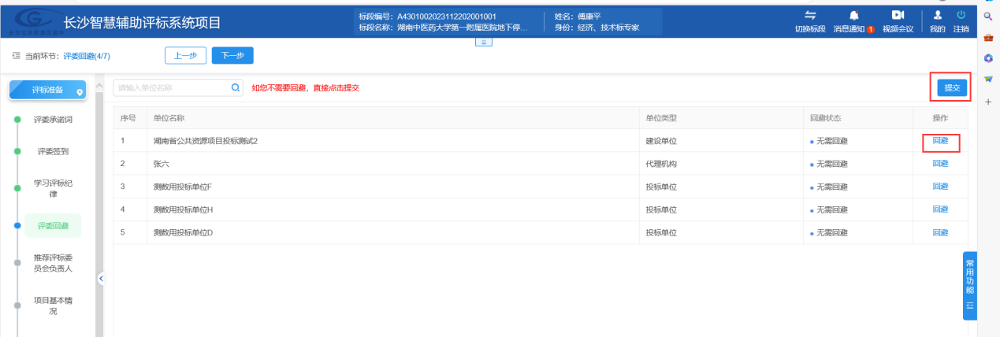 长沙智慧辅助评标系统项目
标段编号：A4301002023112202001001
标段名称：湖南中医药大学第一附属医院地下停...
姓名：傅康平
身份：经济、技术标专家
切换标段 消息通知 1 视频会议 我的 注销
当前环节：评委回避(4/7)
上一步 下一步
评标准备
请输入单位名称
如您不需要回避，直接点击提交
提交
评委承诺词
评委签到
学习评标纪
律
评委回避
推荐评标委
员会负责人
项目基本情
况
序号 单位名称 单位类型 回避状态 操作
1 湖南省公共资源项目投标测试2 建设单位 无需回避 回避
2 张六 代理机构 无需回避 回避
3 测数用投标单位F 投标单位 无需回避 回避
4 测数用投标单位H 投标单位 无需回避 回避
5 测数用投标单位D 投标单位 无需回避 回避
常用功能